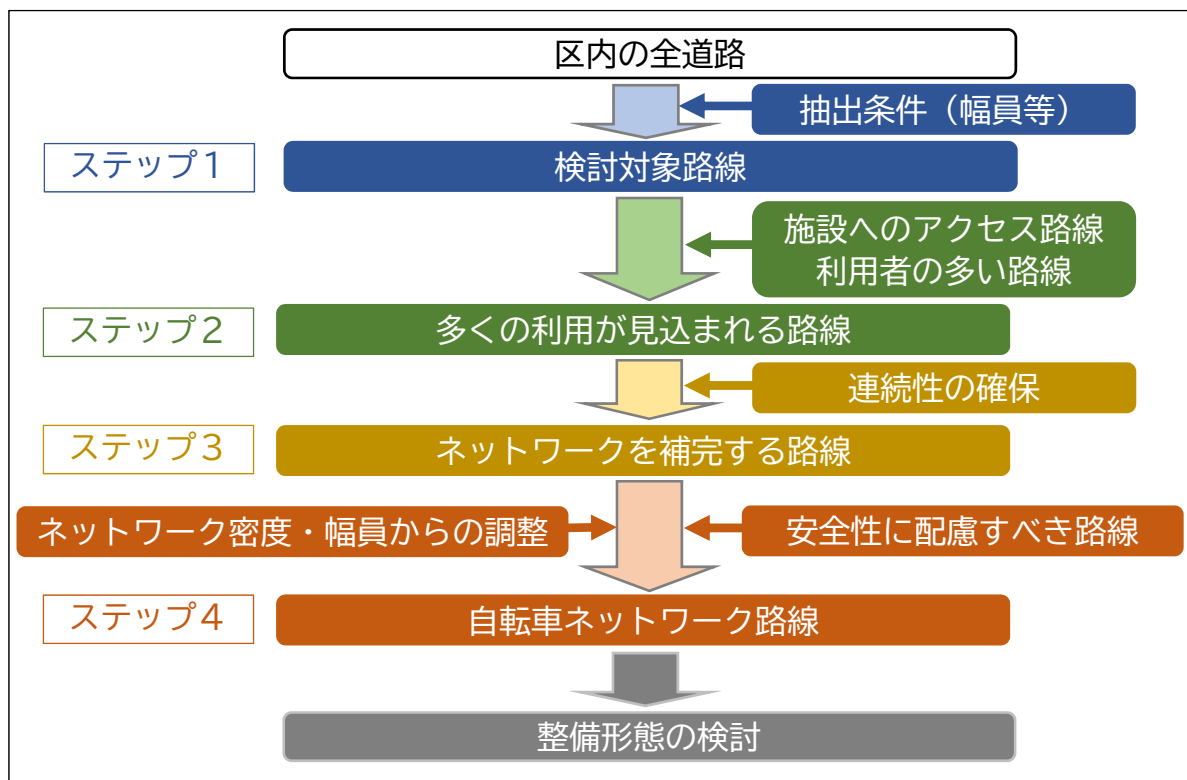 区内の全道路
抽出条件（幅員等）
ステップ１
検討対象路線
施設へのアクセス路線
利用者の多い路線
ステップ２
多くの利用が見込まれる路線
連続性の確保
ステップ３
ネットワークを補完する路線
ネットワーク密度・幅員からの調整
安全性に配慮すべき路線
ステップ４
自転車ネットワーク路線
整備形態の検討